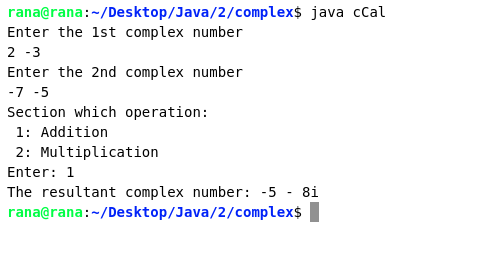 rana@rana:~/Desktop/Java/2/complex$ java cCal
Enter the 1st complex number
2 -3
Enter the 2nd complex number
-7 -5
Section which operation:
 1: Addition
 2: Multiplication
Enter: 1
The resultant complex number: -5 - 8i
rana@rana:~/Desktop/Java/2/complex$